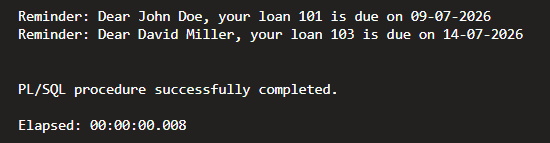 Reminder: Dear John Doe, your loan 101 is due on 09-07-2026
Reminder: Dear David Miller, your loan 103 is due on 14-07-2026
PL/SQL procedure successfully completed.
Elapsed: 00:00:00.008